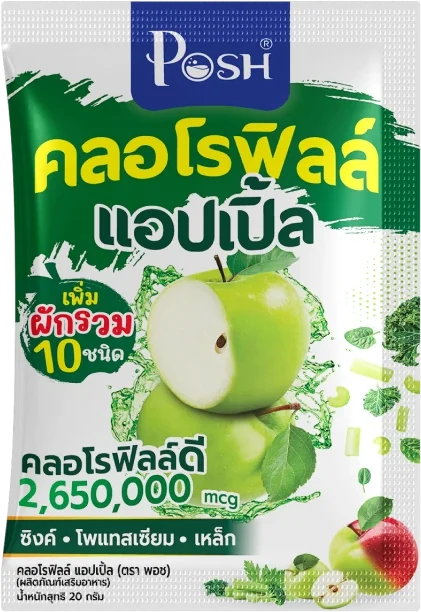 POSH®
คลอโรฟิลล์
แอปเปิ้ล
เพิ่ม
ผักรวม
10 ชนิด
คลอโรฟิลล์ดี
2,650,000 mcg
ซิงค์ • โพแทสเซียม • เหล็ก
คลอโรฟิลล์ แอปเปิ้ล (ตรา พอช)
(ผลิตภัณฑ์เสริมอาหาร)
น้ำหนักสุทธิ 20 กรัม